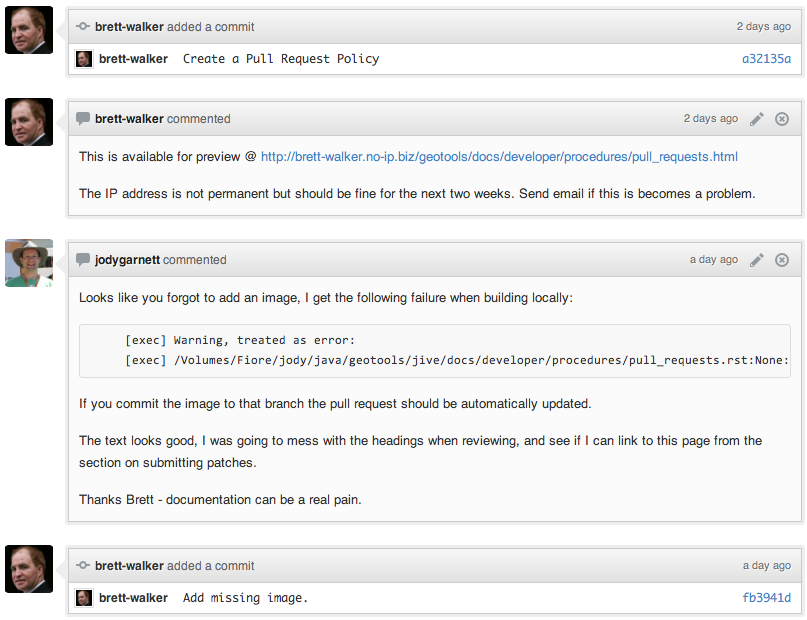 brett-walker added a commit 2 days ago
brett-walker Create a Pull Request Policy a32135a
brett-walker commented 2 days ago
This is available for preview @ http://brett-walker.no-ip.biz/geotools/docs/developer/procedures/pull_requests.html
The IP address is not permanent but should be fine for the next two weeks. Send email if this is becomes a problem.
jodygarnett commented a day ago
Looks like you forgot to add an image, I get the following failure when building locally:
[exec] Warning, treated as error:
[exec] /Volumes/Fiore/jody/java/geotools/jive/docs/developer/procedures/pull_requests.rst:None:
If you commit the image to that branch the pull request should be automatically updated.
The text looks good, I was going to mess with the headings when reviewing, and see if I can link to this page from the
section on submitting patches.
Thanks Brett - documentation can be a real pain.
brett-walker added a commit a day ago
brett-walker Add missing image. fb3941d